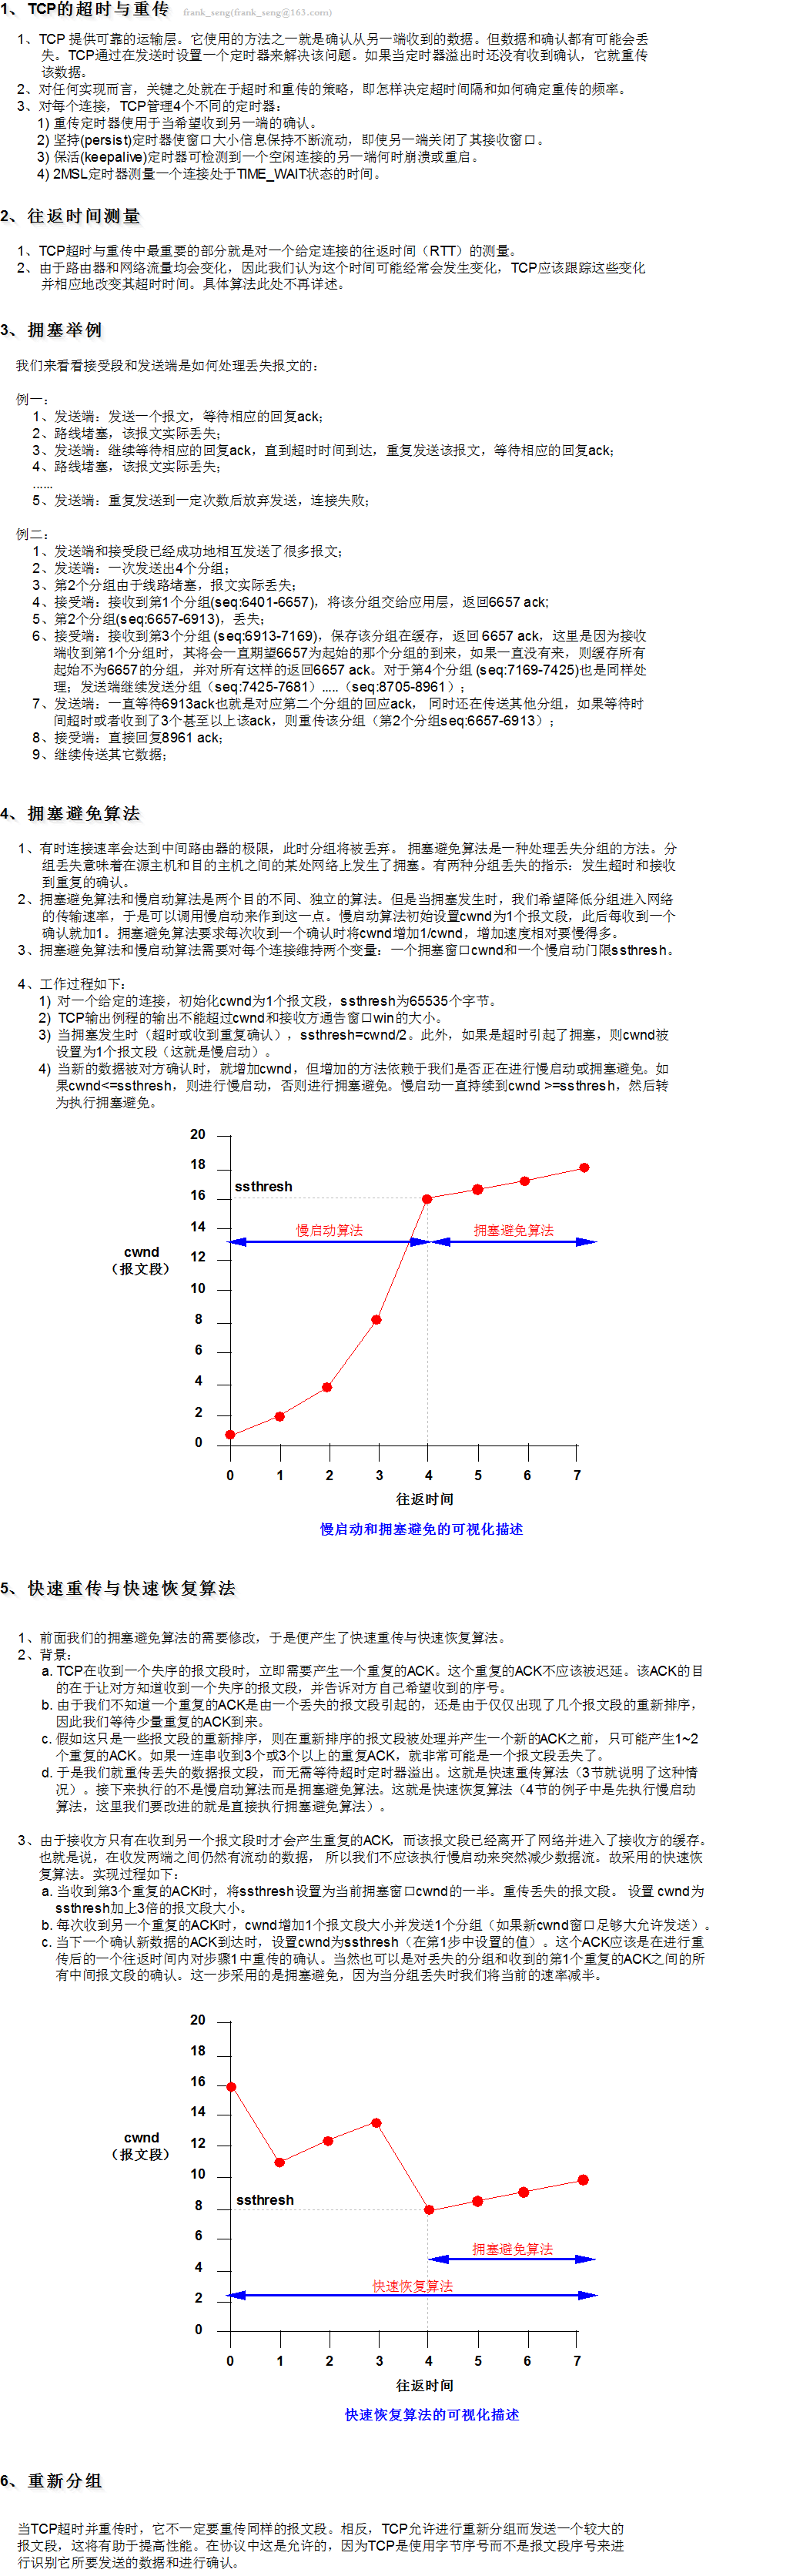 1、TCP的超时与重传 frank_seng(frank_seng@163.com)
1、TCP 提供可靠的运输层。它使用的方法之一就是确认从另一端收到的数据。但数据和确认都有可能会丢
失。TCP通过在发送时设置一个定时器来解决该问题。如果当定时器溢出时还没有收到确认，它就重传
该数据。
2、对任何实现而言，关键之处就在于超时和重传的策略，即怎样决定超时间隔和如何确定重传的频率。
3、对每个连接，TCP管理4个不同的定时器：
1) 重传定时器使用于当希望收到另一端的确认。
2) 坚持(persist)定时器使窗口大小信息保持不断流动，即使另一端关闭了其接收窗口。
3) 保活(keepalive)定时器可检测到一个空闲连接的另一端何时崩溃或重启。
4) 2MSL定时器测量一个连接处于TIME_WAIT状态的时间。
2、往返时间测量
1、TCP超时与重传中最重要的部分就是对一个给定连接的往返时间（RTT）的测量。
2、由于路由器和网络流量均会变化，因此我们认为这个时间可能经常会发生变化，TCP应该跟踪这些变化
并相应地改变其超时时间。具体算法此处不再详述。
3、拥塞举例
我们来看看接受段和发送端是如何处理丢失报文的：
例一：
1、发送端：发送一个报文，等待相应的回复ack；
2、路线堵塞，该报文实际丢失；
3、发送端：继续等待相应的回复ack，直到超时时间到达，重复发送该报文，等待相应的回复ack；
4、路线堵塞，该报文实际丢失；
......
5、发送端：重复发送到一定次数后放弃发送，连接失败；
例二：
1、发送端和接受段已经成功地相互发送了很多报文；
2、发送端：一次发送出4个分组；
3、第2个分组由于线路堵塞，报文实际丢失；
4、接受端：接收到第1个分组(seq:6401-6657)，将该分组交给应用层，返回6657 ack;
5、第2个分组(seq:6657-6913)，丢失；
6、接受端：接收到第3个分组 (seq:6913-7169)，保存该分组在缓存，返回 6657 ack，这里是因为接收
端收到第1个分组时，其将会一直期望6657为起始的那个分组的到来，如果一直没有来，则缓存所有
起始不为6657的分组，并对所有这样的返回6657 ack。对于第4个分组 (seq:7169-7425)也是同样处
理；发送端继续发送分组（seq:7425-7681）.....（seq:8705-8961）；
7、发送端：一直等待6913ack也就是对应第二个分组的回应ack， 同时还在传送其他分组，如果等待时
间超时或者收到了3个甚至以上该ack，则重传该分组（第2个分组seq:6657-6913）；
8、接受端：直接回复8961 ack；
9、继续传送其它数据；
4、拥塞避免算法
1、有时连接速率会达到中间路由器的极限，此时分组将被丢弃。 拥塞避免算法是一种处理丢失分组的方法。分
组丢失意味着在源主机和目的主机之间的某处网络上发生了拥塞。有两种分组丢失的指示：发生超时和接收
到重复的确认。
2、拥塞避免算法和慢启动算法是两个目的不同、独立的算法。但是当拥塞发生时，我们希望降低分组进入网络
的传输速率，于是可以调用慢启动来作到这一点。慢启动算法初始设置cwnd为1个报文段，此后每收到一个
确认就加1。拥塞避免算法要求每次收到一个确认时将cwnd增加1/cwnd，增加速度相对要慢得多。
3、拥塞避免算法和慢启动算法需要对每个连接维持两个变量：一个拥塞窗口cwnd和一个慢启动门限ssthresh。
4、工作过程如下：
1) 对一个给定的连接，初始化cwnd为1个报文段，ssthresh为65535个字节。
2) TCP输出例程的输出不能超过cwnd和接收方通告窗口win的大小。
3) 当拥塞发生时（超时或收到重复确认），ssthresh=cwnd/2。此外，如果是超时引起了拥塞，则cwnd被
设置为1个报文段（这就是慢启动）。
4) 当新的数据被对方确认时，就增加cwnd，但增加的方法依赖于我们是否正在进行慢启动或拥塞避免。如
果cwnd<=ssthresh，则进行慢启动，否则进行拥塞避免。慢启动一直持续到cwnd >=ssthresh，然后转
为执行拥塞避免。
20
18
ssthresh
16
14
慢启动算法 拥塞避免算法
cwnd
（报文段）
12
10
8
6
4
2
0
0 1 2 3 4 5 6 7
往返时间
慢启动和拥塞避免的可视化描述
5、快速重传与快速恢复算法
1、前面我们的拥塞避免算法的需要修改，于是便产生了快速重传与快速恢复算法。
2、背景：
a. TCP在收到一个失序的报文段时，立即需要产生一个重复的ACK。这个重复的ACK不应该被迟延。该ACK的目
的在于让对方知道收到一个失序的报文段，并告诉对方自己希望收到的序号。
b. 由于我们不知道一个重复的ACK是由一个丢失的报文段引起的，还是由于仅仅出现了几个报文段的重新排序，
因此我们等待少量重复的ACK到来。
c. 假如这只是一些报文段的重新排序，则在重新排序的报文段被处理并产生一个新的ACK之前，只可能产生1~2
个重复的ACK。如果一连串收到3个或3个以上的重复ACK，就非常可能是一个报文段丢失了。
d. 于是我们就重传丢失的数据报文段，而无需等待超时定时器溢出。这就是快速重传算法（3节就说明了这种情
况）。接下来执行的不是慢启动算法而是拥塞避免算法。这就是快速恢复算法（4节的例子中是先执行慢启动
算法，这里我们要改进的就是直接执行拥塞避免算法）。
3、由于接收方只有在收到另一个报文段时才会产生重复的ACK，而该报文段已经离开了网络并进入了接收方的缓存。
也就是说，在收发两端之间仍然有流动的数据， 所以我们不应该执行慢启动来突然减少数据流。故采用的快速恢
复算法。实现过程如下：
a. 当收到第3个重复的ACK时，将ssthresh设置为当前拥塞窗口cwnd的一半。重传丢失的报文段。 设置 cwnd为
ssthresh加上3倍的报文段大小。
b. 每次收到另一个重复的ACK时，cwnd增加1个报文段大小并发送1个分组（如果新cwnd窗口足够大允许发送）。
c. 当下一个确认新数据的ACK到达时，设置cwnd为ssthresh（在第1步中设置的值）。这个ACK应该是在进行重
传后的一个往返时间内对步骤1中重传的确认。当然也可以是对丢失的分组和收到的第1个重复的ACK之间的所
有中间报文段的确认。这一步采用的是拥塞避免，因为当分组丢失时我们将当前的速率减半。
20
18
16
14
cwnd
（报文段）
12
10
ssthresh
8
6
拥塞避免算法
4
快速恢复算法
2
0
0 1 2 3 4 5 6 7
往返时间
快速恢复算法的可视化描述
6、重新分组
当TCP超时并重传时，它不一定要重传同样的报文段。相反，TCP允许进行重新分组而发送一个较大的
报文段，这将有助于提高性能。在协议中这是允许的，因为TCP是使用字节序号而不是报文段序号来进
行识别它所要发送的数据和进行确认。